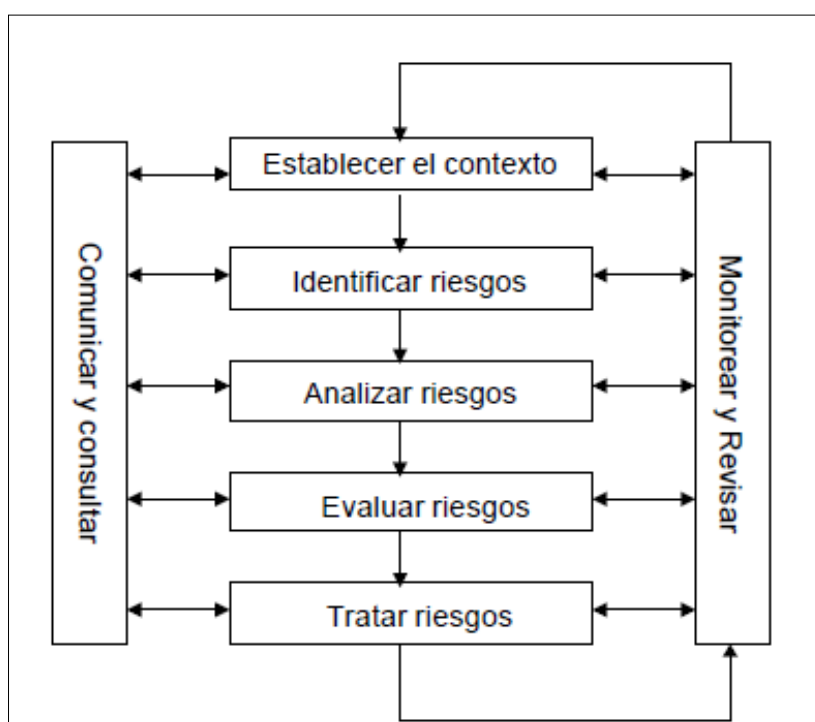 Establecer el contexto
Identificar riesgos
Analizar riesgos
Evaluar riesgos
Tratar riesgos
Comunicar y consultar
Monitorear y Revisar